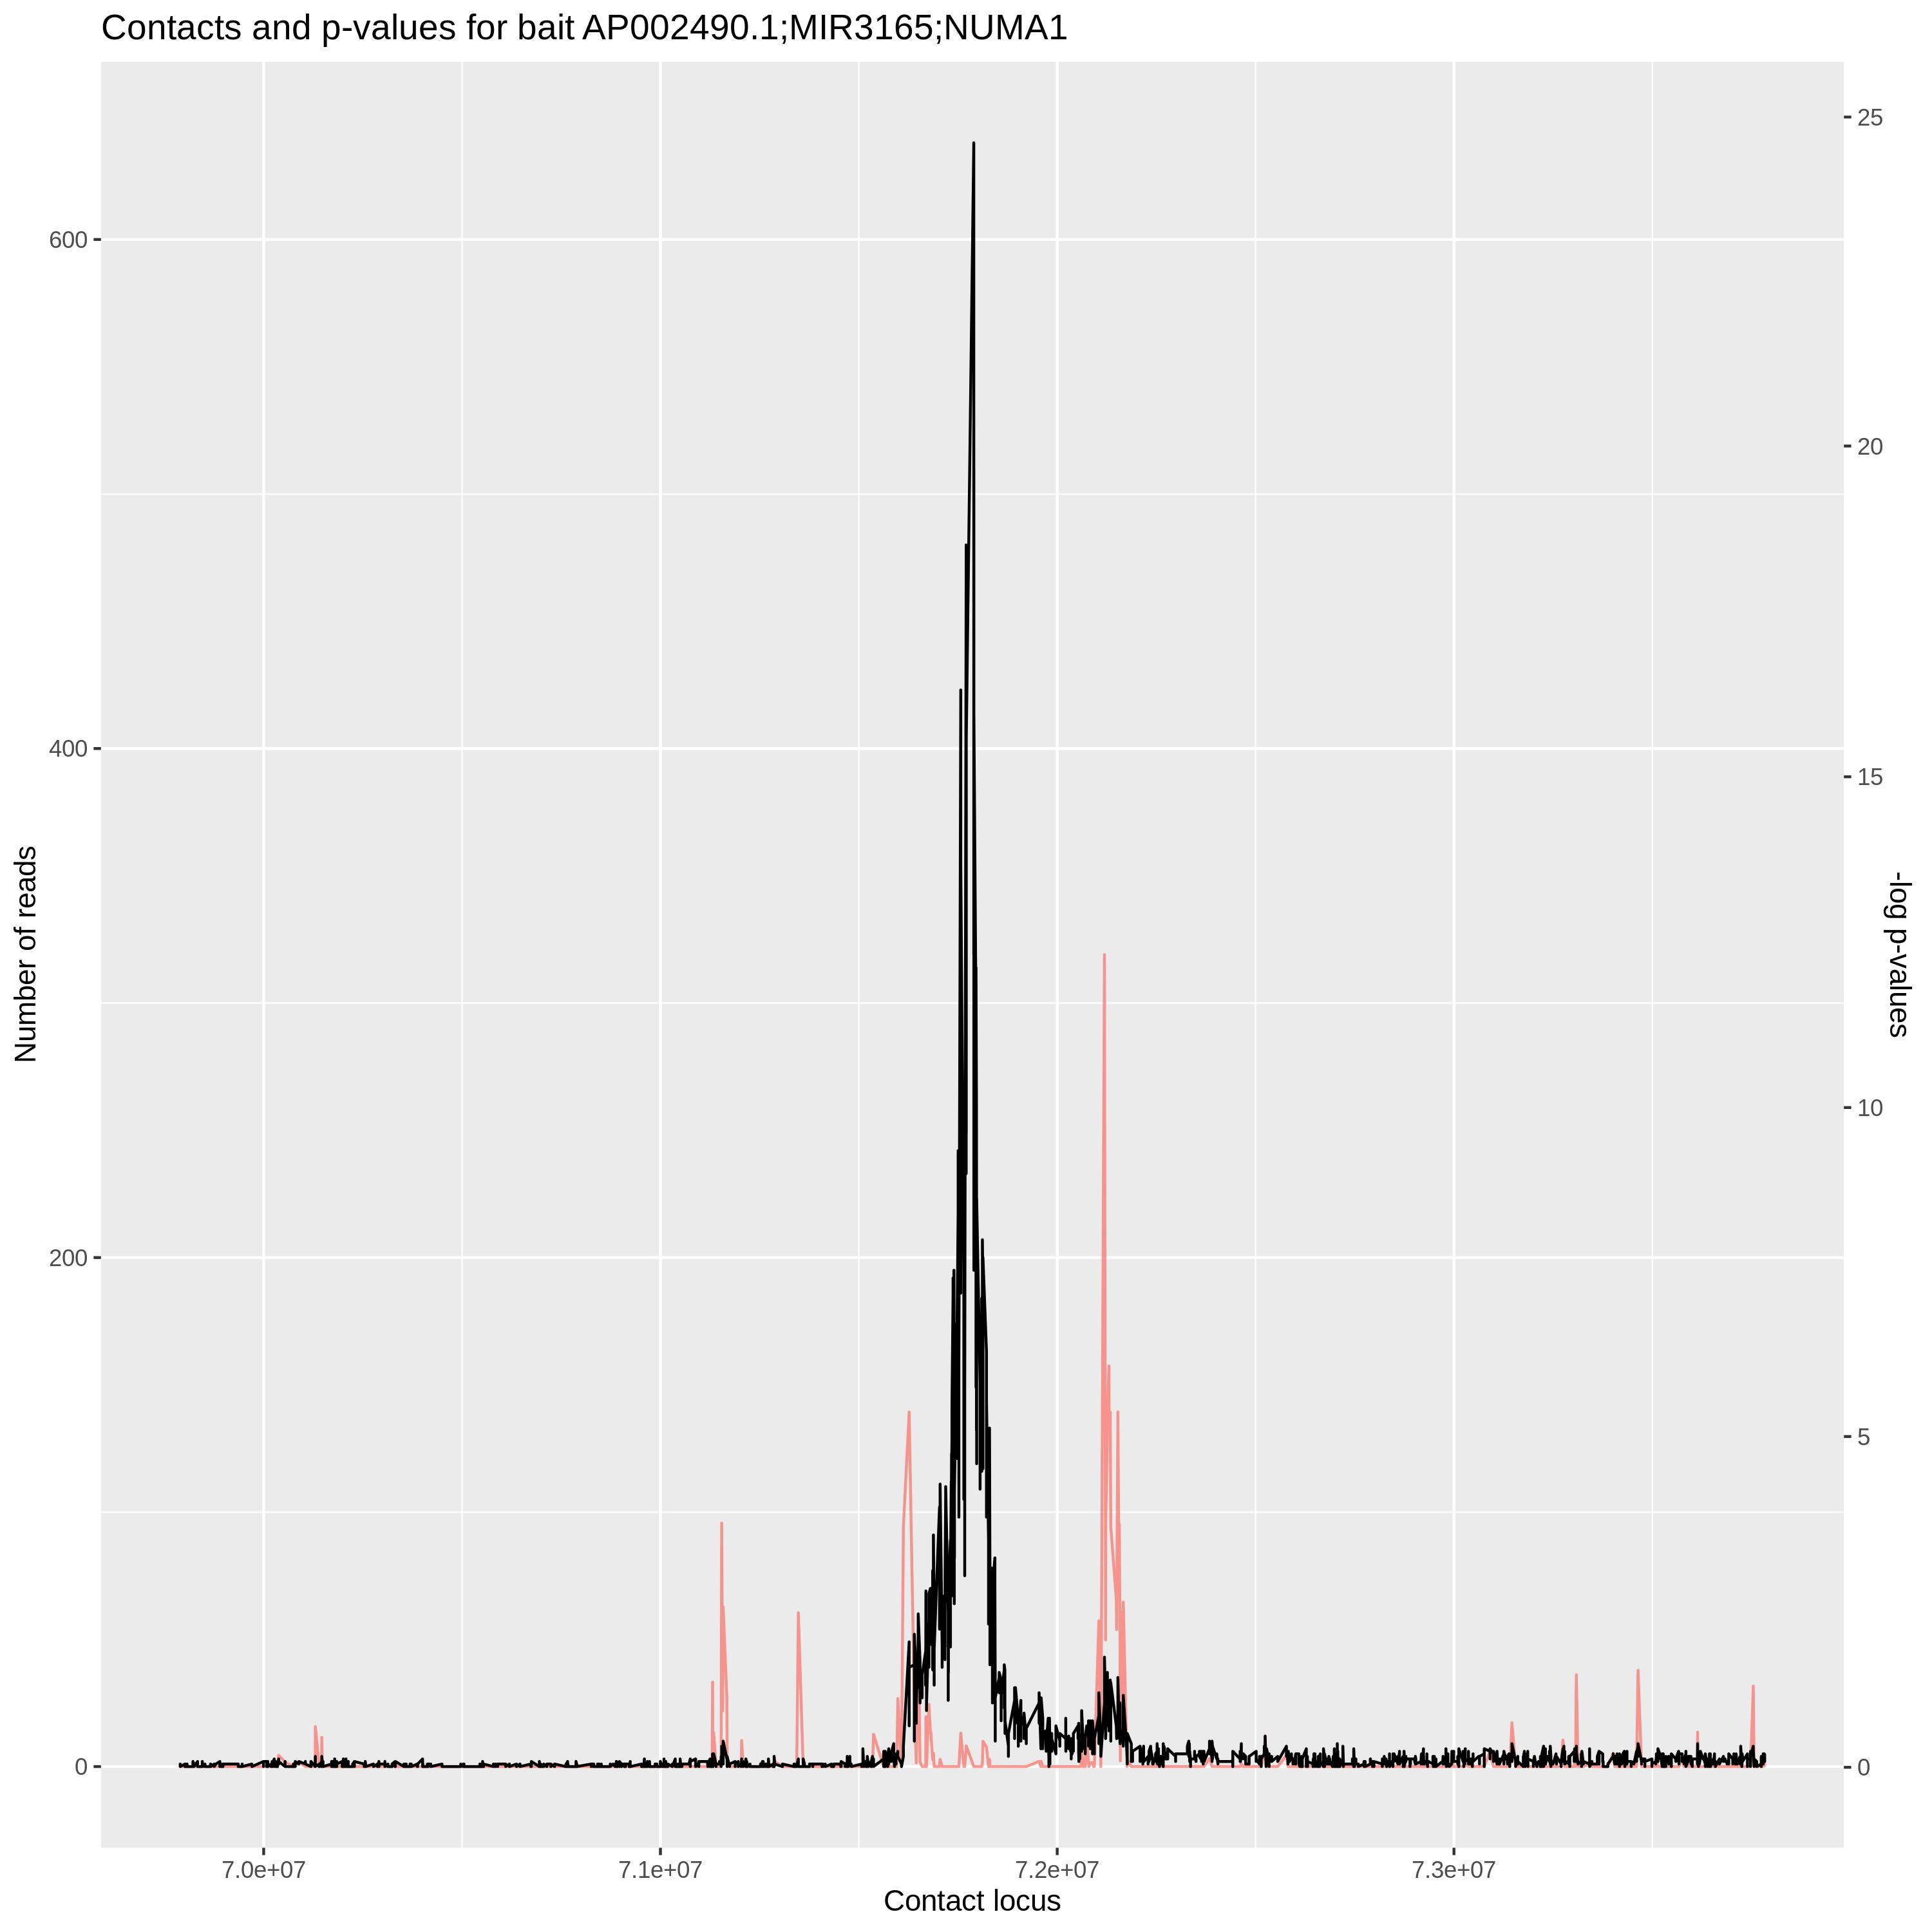 Contacts and p-values for bait AP002490.1;MIR3165;NUMA1
600
400
200
0
Number of reads
25
20
15
10
5
0
-log p-values
7.0e+07
7.1e+07
7.2e+07
7.3e+07
Contact locus